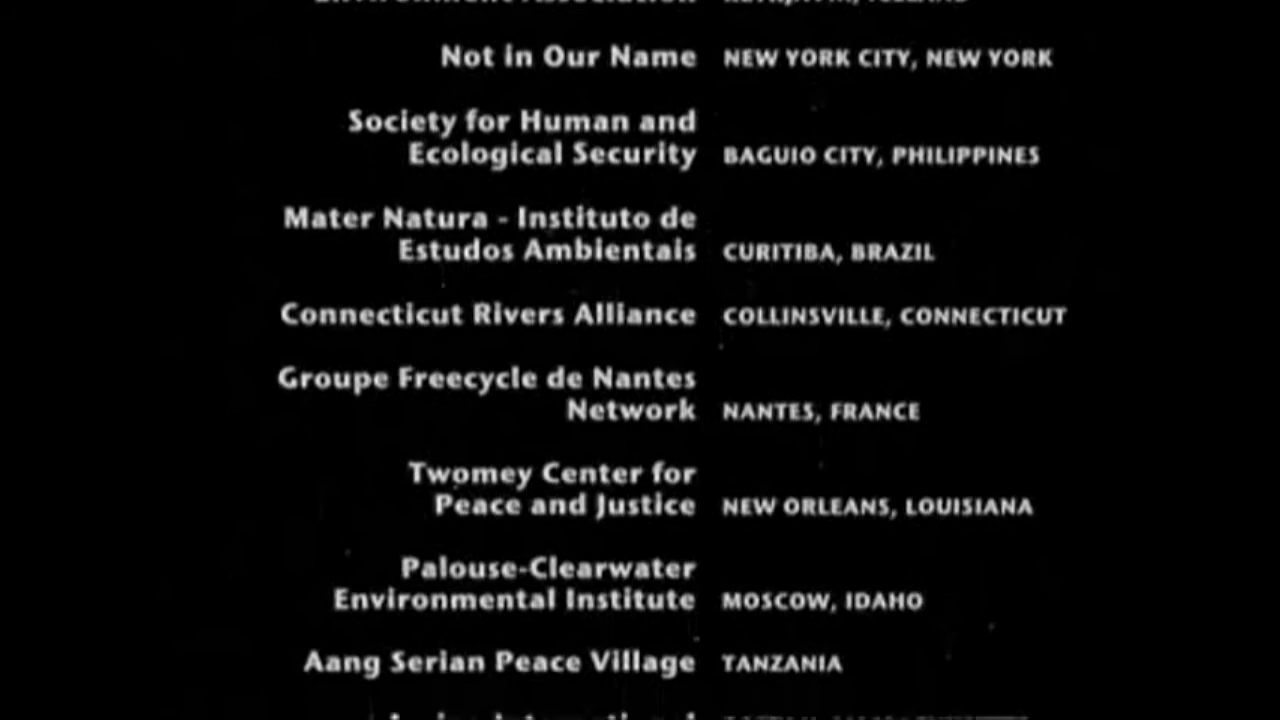 Not in Our Name NEW YORK CITY, NEW YORK
Society for Human and
Ecological Security BAGUIO CITY, PHILIPPINES
Mater Natura - Instituto de
Estudos Ambientais CURITIBA, BRAZIL
Connecticut Rivers Alliance COLLINSVILLE, CONNECTICUT
Groupe Freecycle de Nantes
Network NANTES, FRANCE
Twomey Center for
Peace and Justice NEW ORLEANS, LOUISIANA
Palouse-Clearwater
Environmental Institute MOSCOW, IDAHO
Aang Serian Peace Village TANZANIA